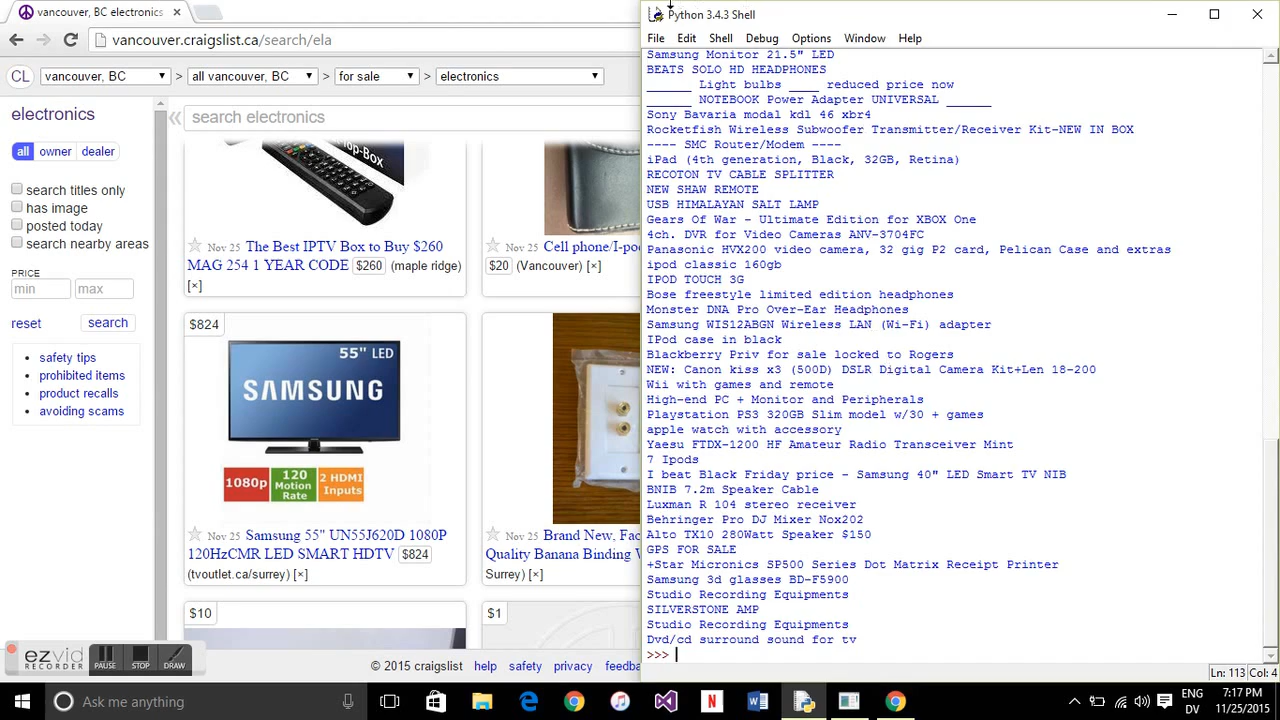 vancouver, BC electronics
vancouver.craigslist.ca/search/ela
CL vancouver, BC > all vancouver, BC > for sale > electronics
electronics
all owner dealer
search titles only
has image
posted today
search nearby areas
PRICE
min max
reset search
safety tips
prohibited items
product recalls
avoiding scams
search electronics
Nov 25 The Best IPTV Box to Buy $260
MAG 254 1 YEAR CODE $260 (maple ridge)
[×]
Nov 25 Cell phone/I-po
$20 (Vancouver) [×]
$824
55" LED
SAMSUNG
1080p
120 Motion Rate
2 HDMI Inputs
Nov 25 Samsung 55" UN55J620D 1080P
120HzCMR LED SMART HDTV $824
(tvoutlet.ca/surrey) [×]
Nov 25 Brand New, Fac
Quality Banana Binding
Surrey) [×]
$10
$1
© 2015 craigslist help safety privacy feedba
ezvid
RECORDER
PAUSE STOP DRAW
Python 3.4.3 Shell
File Edit Shell Debug Options Window Help
Samsung Monitor 21.5" LED
BEATS SOLO HD HEADPHONES
______ Light bulbs ____ reduced price now
______ NOTEBOOK Power Adapter UNIVERSAL ______
Sony Bavaria modal kdl 46 xbr4
Rocketfish Wireless Subwoofer Transmitter/Receiver Kit-NEW IN BOX
---- SMC Router/Modem ----
iPad (4th generation, Black, 32GB, Retina)
RECOTON TV CABLE SPLITTER
NEW SHAW REMOTE
USB HIMALAYAN SALT LAMP
Gears Of War - Ultimate Edition for XBOX One
4ch. DVR for Video Cameras ANV-3704FC
Panasonic HVX200 video camera, 32 gig P2 card, Pelican Case and extras
ipod classic 160gb
IPOD TOUCH 3G
Bose freestyle limited edition headphones
Monster DNA Pro Over-Ear Headphones
Samsung WIS12ABGN Wireless LAN (Wi-Fi) adapter
IPod case in black
Blackberry Priv for sale locked to Rogers
NEW: Canon kiss x3 (500D) DSLR Digital Camera Kit+Len 18-200
Wii with games and remote
High-end PC + Monitor and Peripherals
Playstation PS3 320GB Slim model w/30 + games
apple watch with accessory
Yaesu FTDX-1200 HF Amateur Radio Transceiver Mint
7 Ipods
I beat Black Friday price - Samsung 40" LED Smart TV NIB
BNIB 7.2m Speaker Cable
Luxman R 104 stereo receiver
Behringer Pro DJ Mixer Nox202
Alto TX10 280Watt Speaker $150
GPS FOR SALE
+Star Micronics SP500 Series Dot Matrix Receipt Printer
Samsung 3d glasses BD-F5900
Studio Recording Equipments
SILVERSTONE AMP
Studio Recording Equipments
Dvd/cd surround sound for tv
>>>
Ln: 113 Col: 4
Ask me anything
ENG
DV
7:17 PM
11/25/2015